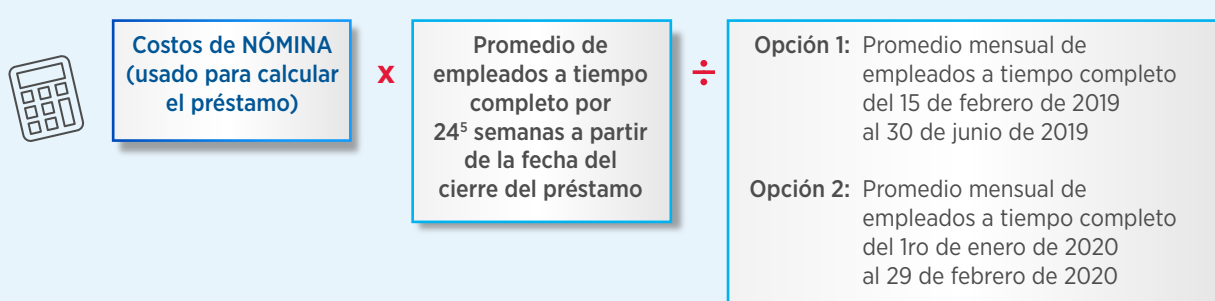 Costos de NÓMINA
(usado para calcular
el préstamo)
x
Promedio de
empleados a tiempo
completo por
24⁵ semanas a partir
de la fecha del
cierre del préstamo
÷
Opción 1: Promedio mensual de
empleados a tiempo completo
del 15 de febrero de 2019
al 30 de junio de 2019
Opción 2: Promedio mensual de
empleados a tiempo completo
del 1ro de enero de 2020
al 29 de febrero de 2020